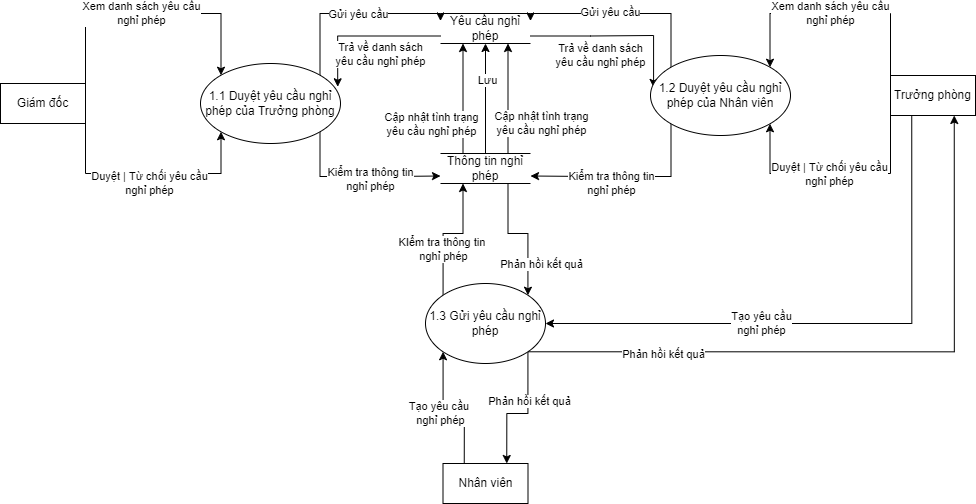 Xem danh sách yêu cầu
nghỉ phép
Gửi yêu cầu
Yêu cầu nghỉ
phép
Gửi yêu cầu
Xem danh sách yêu cầu
nghỉ phép
Trả về danh sách
yêu cầu nghỉ phép
Trả về danh sách
yêu cầu nghỉ phép
Giám đốc
1.1 Duyệt yêu cầu nghỉ
phép của Trưởng phòng
Lưu
1.2 Duyệt yêu cầu nghỉ
phép của Nhân viên
Trưởng phòng
Cập nhật tình trạng
yêu cầu nghỉ phép
Cập nhật tình trạng
yêu cầu nghỉ phép
Duyệt | Từ chối yêu cầu
nghỉ phép
Kiểm tra thông tin
nghỉ phép
Thông tin nghỉ
phép
Kiểm tra thông tin
nghỉ phép
Duyệt | Từ chối yêu cầu
nghỉ phép
KIểm tra thông tin
nghỉ phép
Phản hồi kết quả
1.3 Gửi yêu cầu nghỉ
phép
Tạo yêu cầu
nghỉ phép
Phản hồi kết quả
Tạo yêu cầu
nghỉ phép
Phản hồi kết quả
Nhân viên